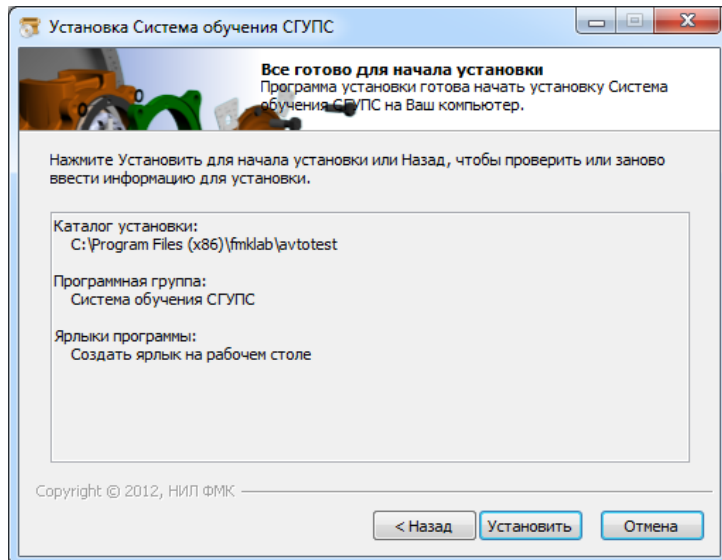 Установка Система обучения СГУПС
Все готово для начала установки
Программа установки готова начать установку Система
обучения СГУПС на Ваш компьютер.
Нажмите Установить для начала установки или Назад, чтобы проверить или заново
ввести информацию для установки.
Каталог установки:
C:\Program Files (x86)\fmklab\avtotest
Программная группа:
Система обучения СГУПС
Ярлыки программы:
Создать ярлык на рабочем столе
Copyright © 2012, НИЛ ФМК
< Назад
Установить
Отмена